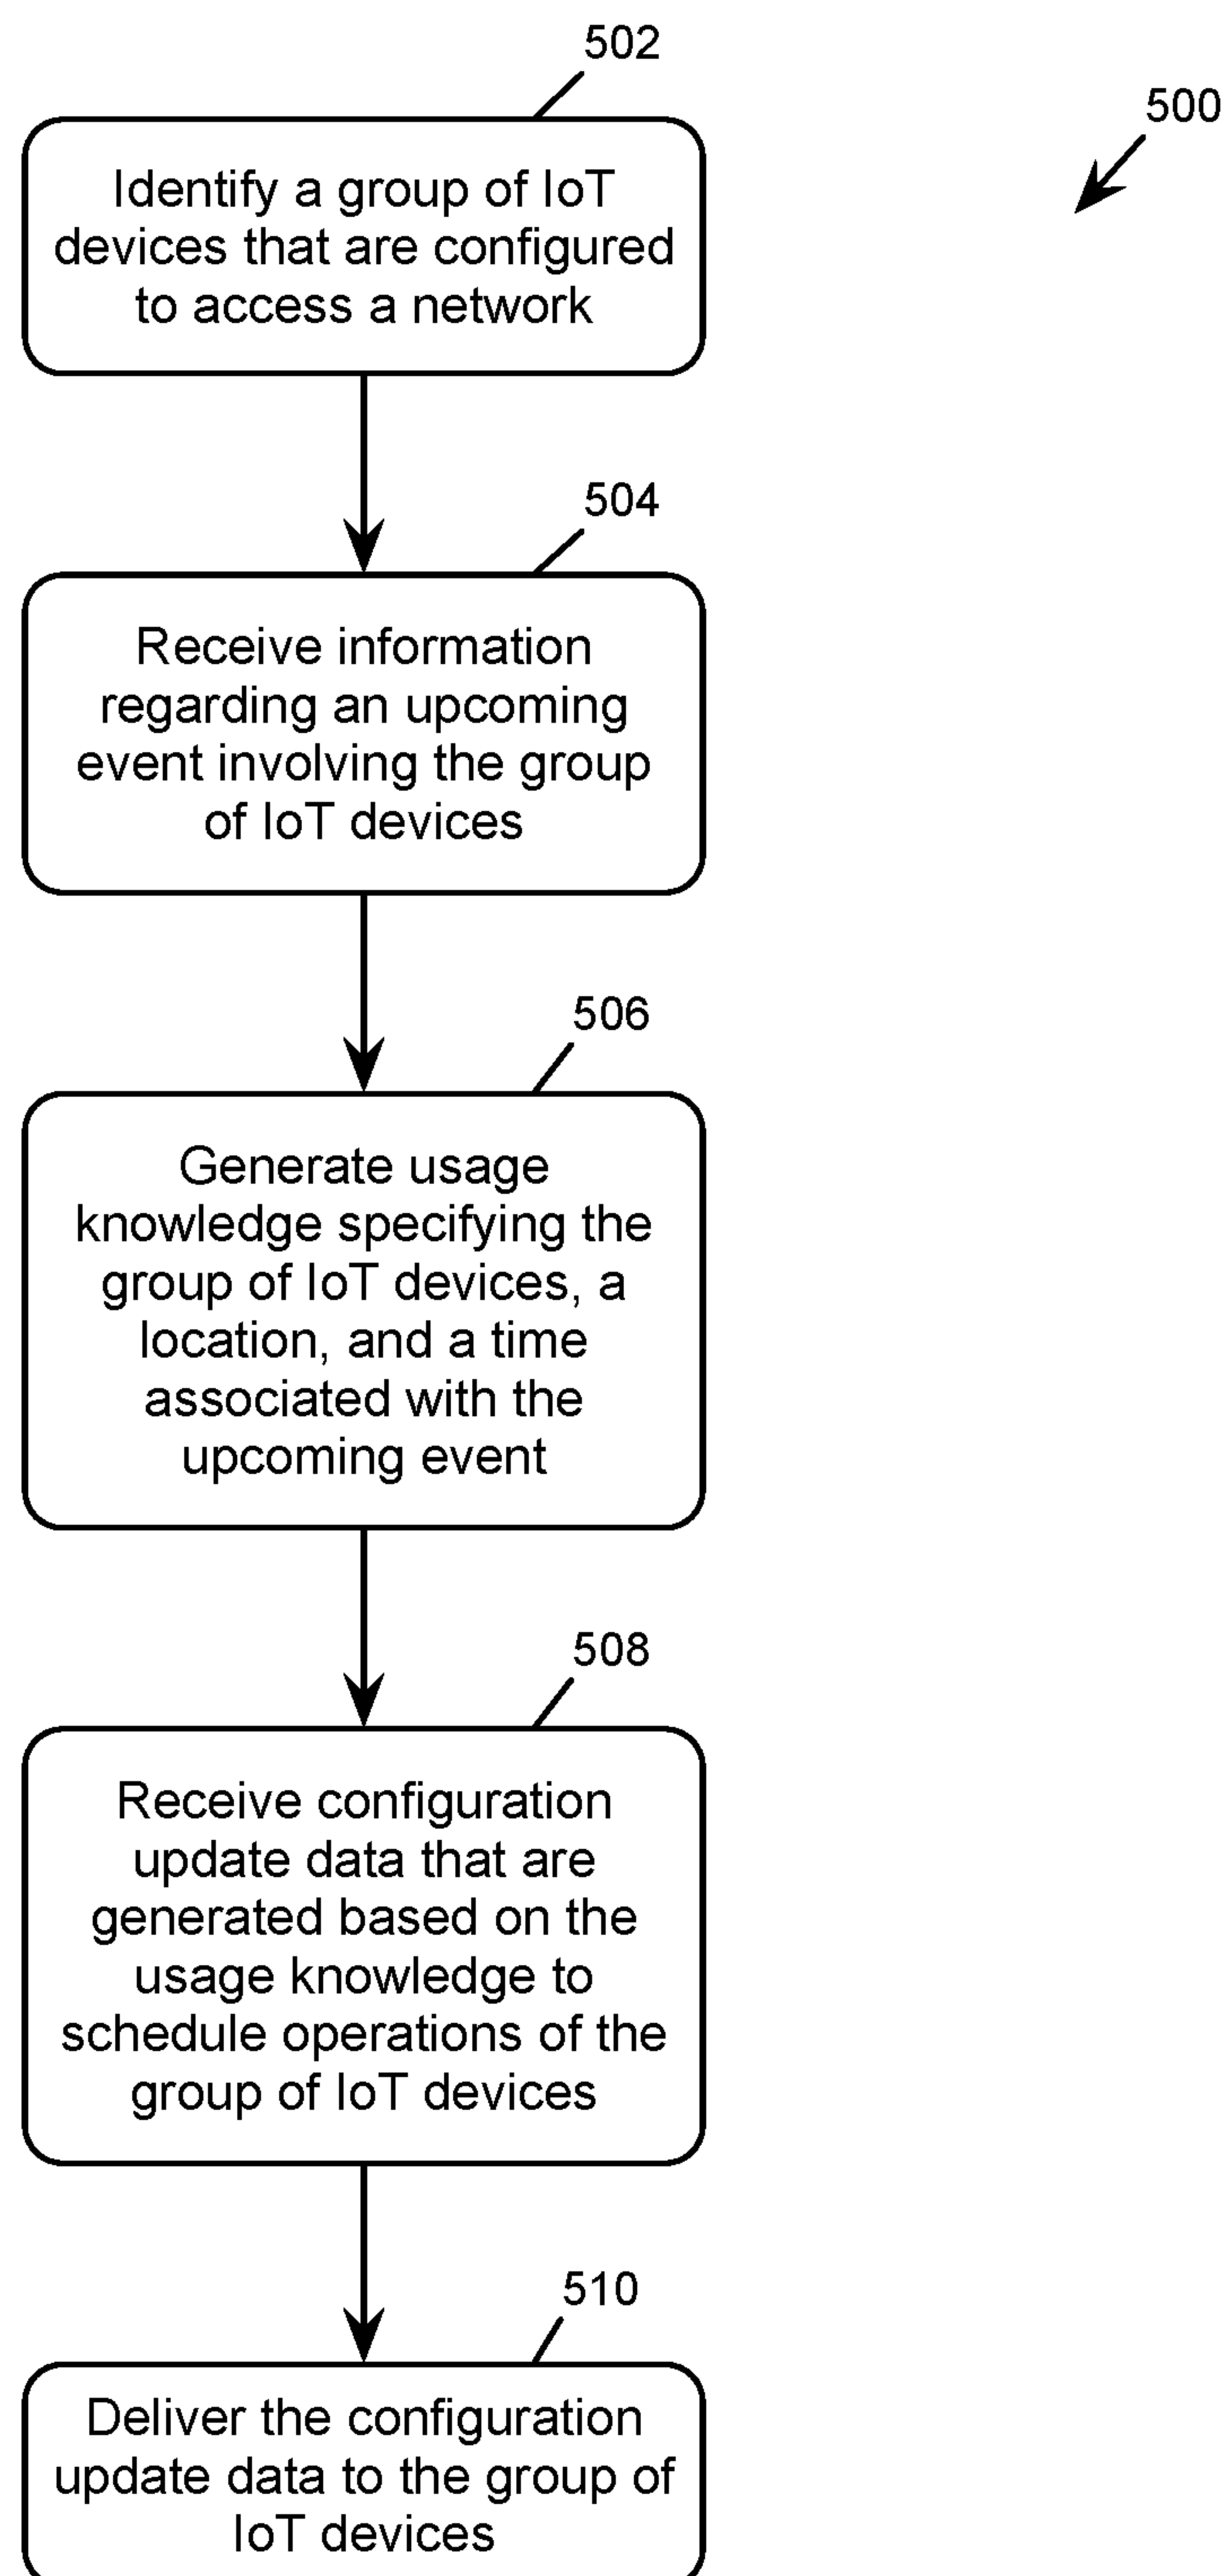 502
500
Identify a group of IoT
devices that are configured
to access a network
504
Receive information
regarding an upcoming
event involving the group
of IoT devices
506
Generate usage
knowledge specifying the
group of IoT devices, a
location, and a time
associated with the
upcoming event
508
Receive configuration
update data that are
generated based on the
usage knowledge to
schedule operations of the
group of IoT devices
510
Deliver the configuration
update data to the group of
IoT devices